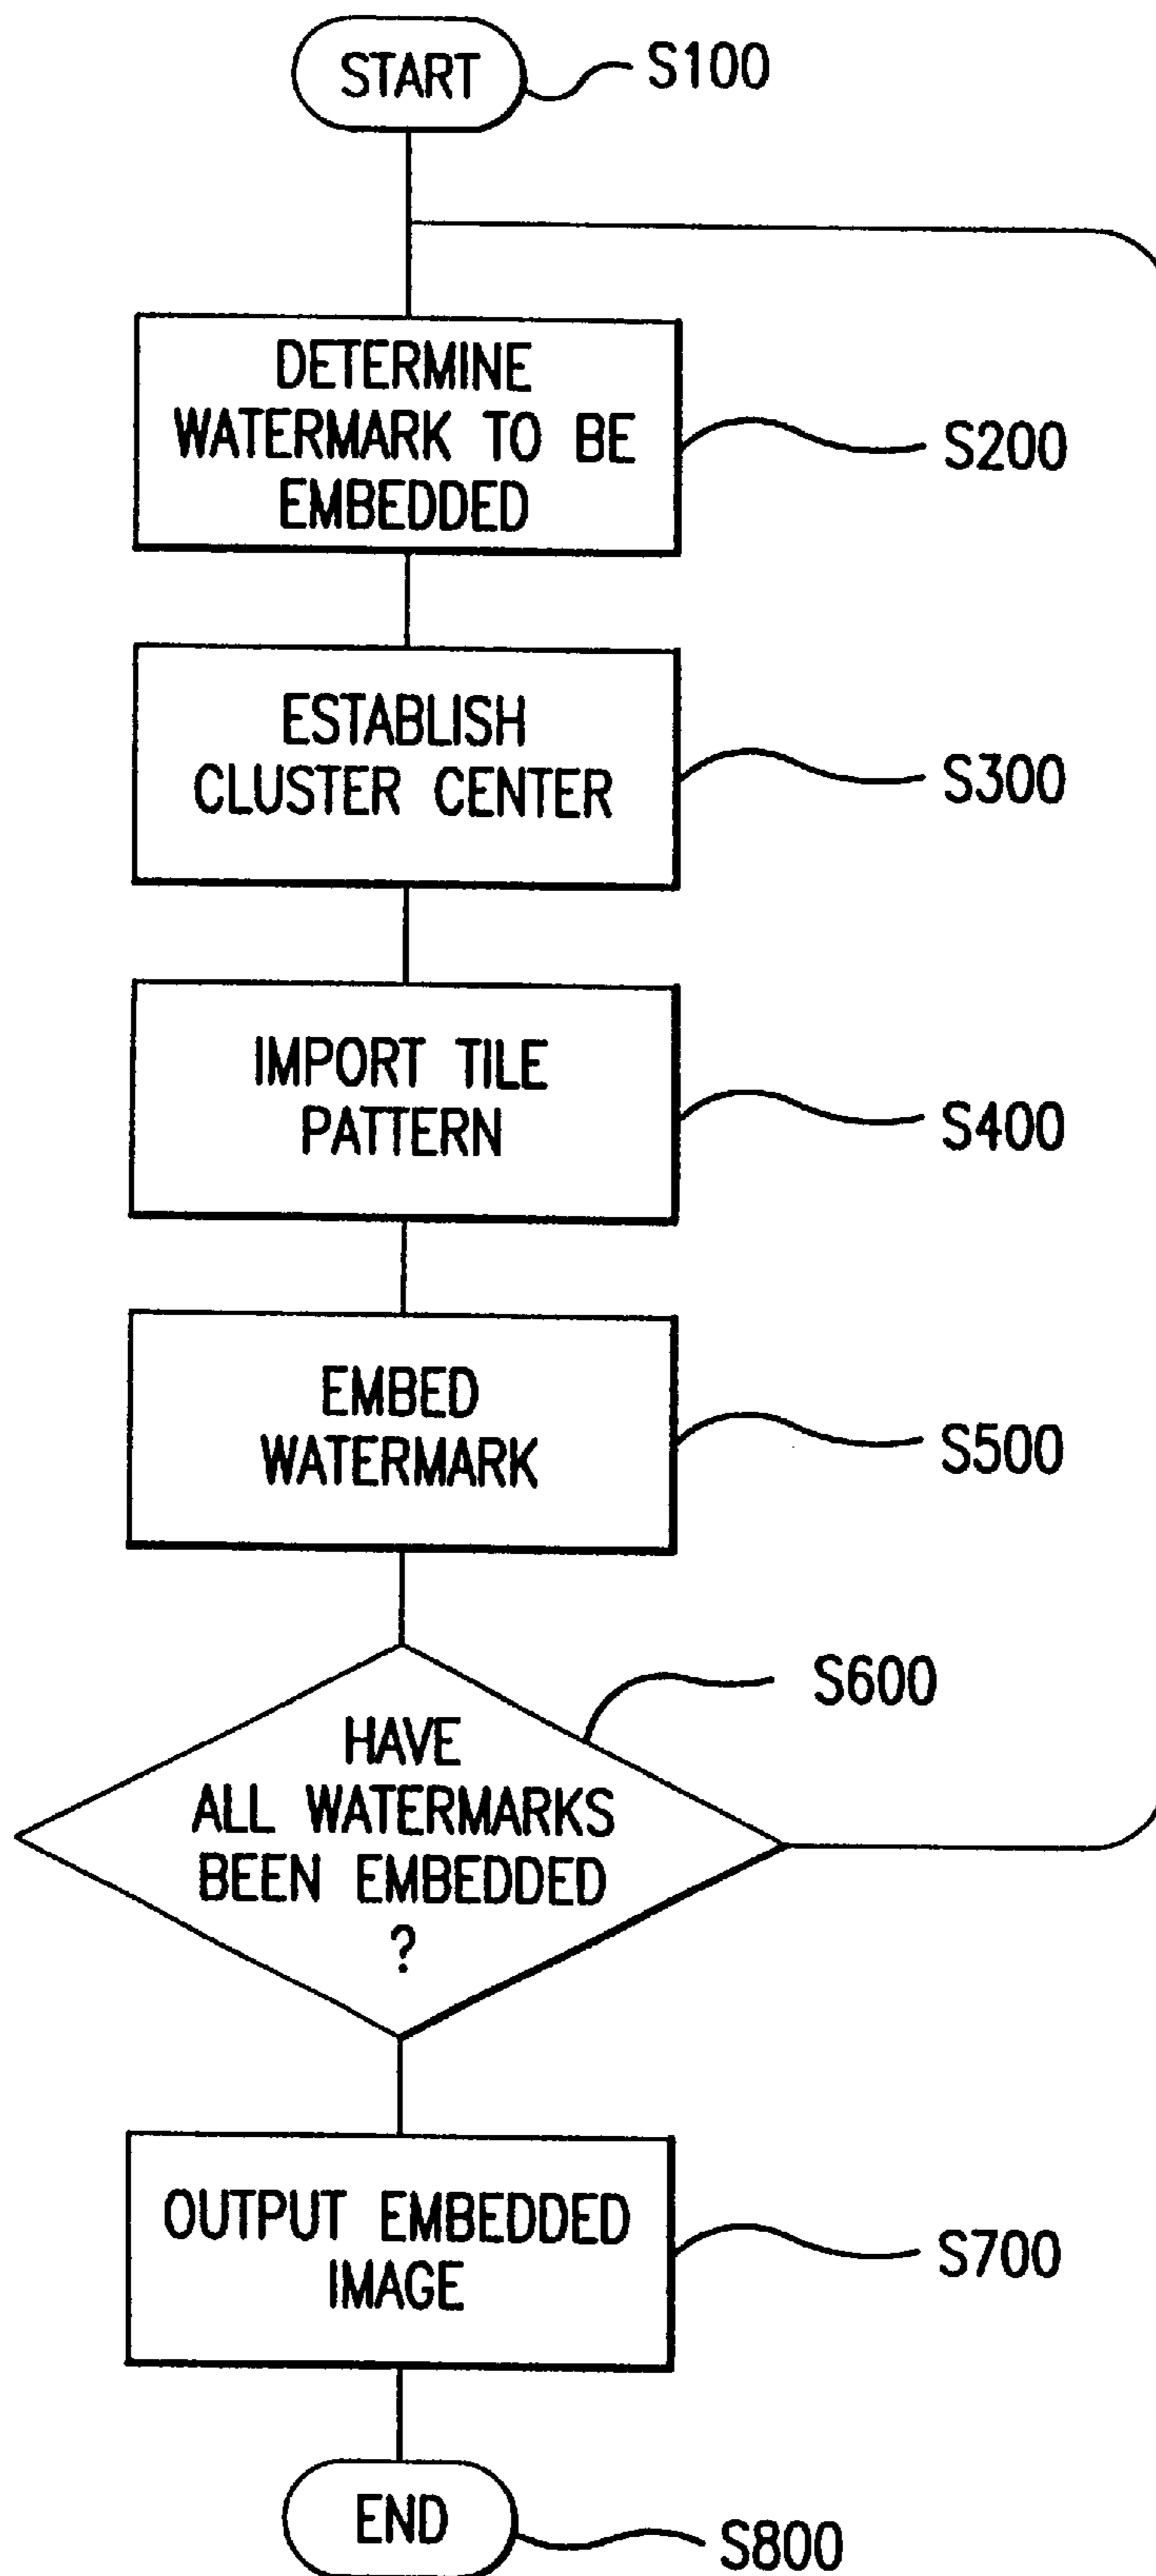 START
S100
DETERMINE
WATERMARK TO BE
EMBEDDED
S200
ESTABLISH
CLUSTER CENTER
S300
IMPORT TILE
PATTERN
S400
EMBED
WATERMARK
S500
HAVE
ALL WATERMARKS
BEEN EMBEDDED
?
S600
OUTPUT EMBEDDED
IMAGE
S700
END
S800